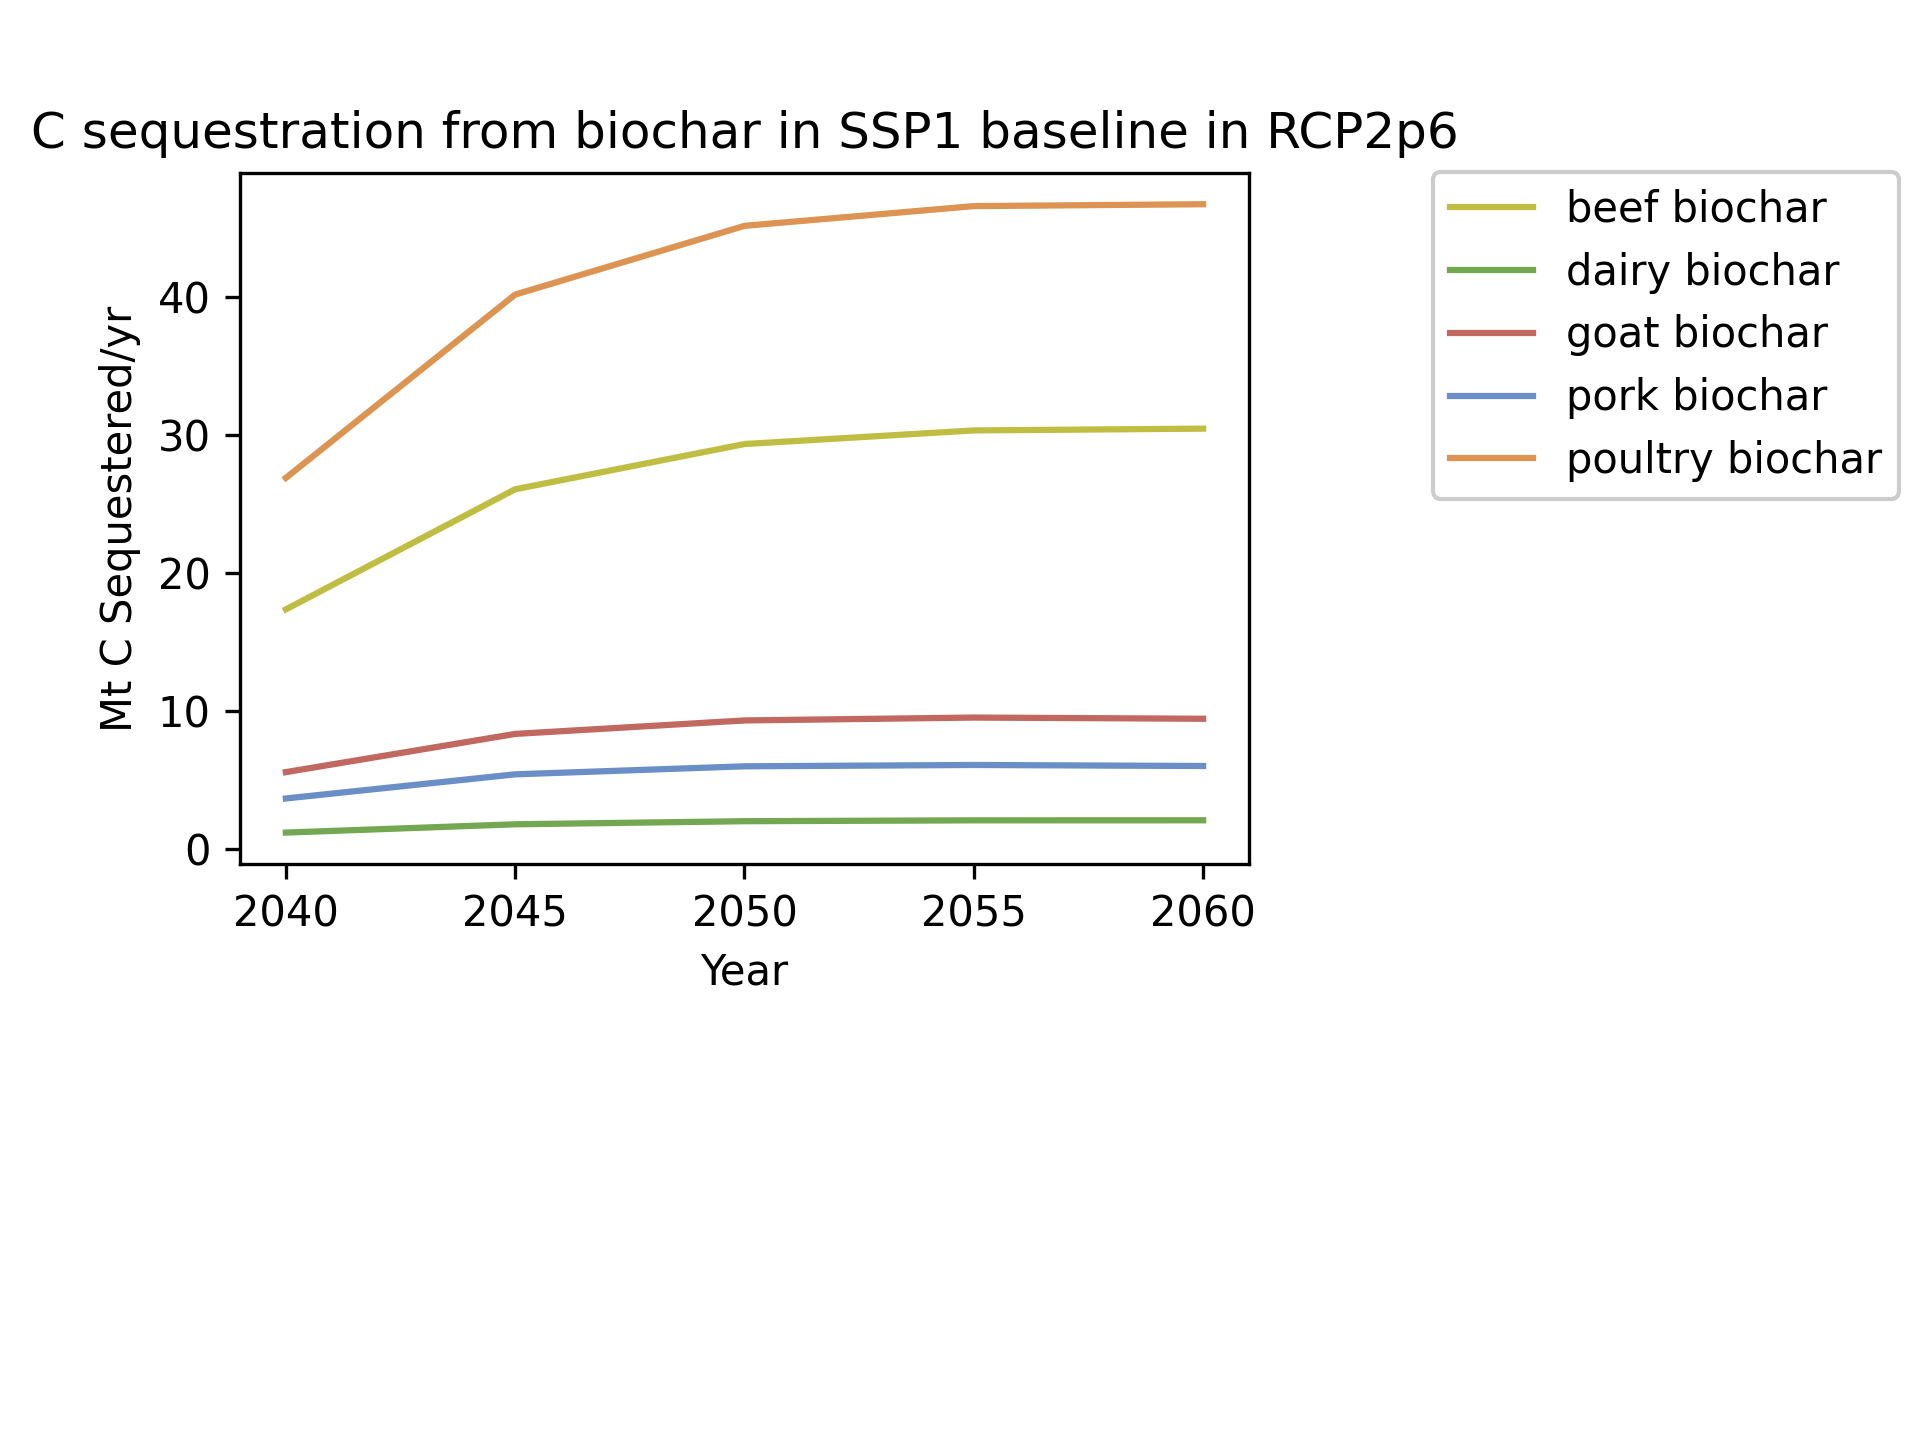 C sequestration from biochar in SSP1 baseline in RCP2p6
Mt C Sequestered/yr
40
30
20
10
0
2040 2045 2050 2055 2060
Year
beef biochar
dairy biochar
goat biochar
pork biochar
poultry biochar